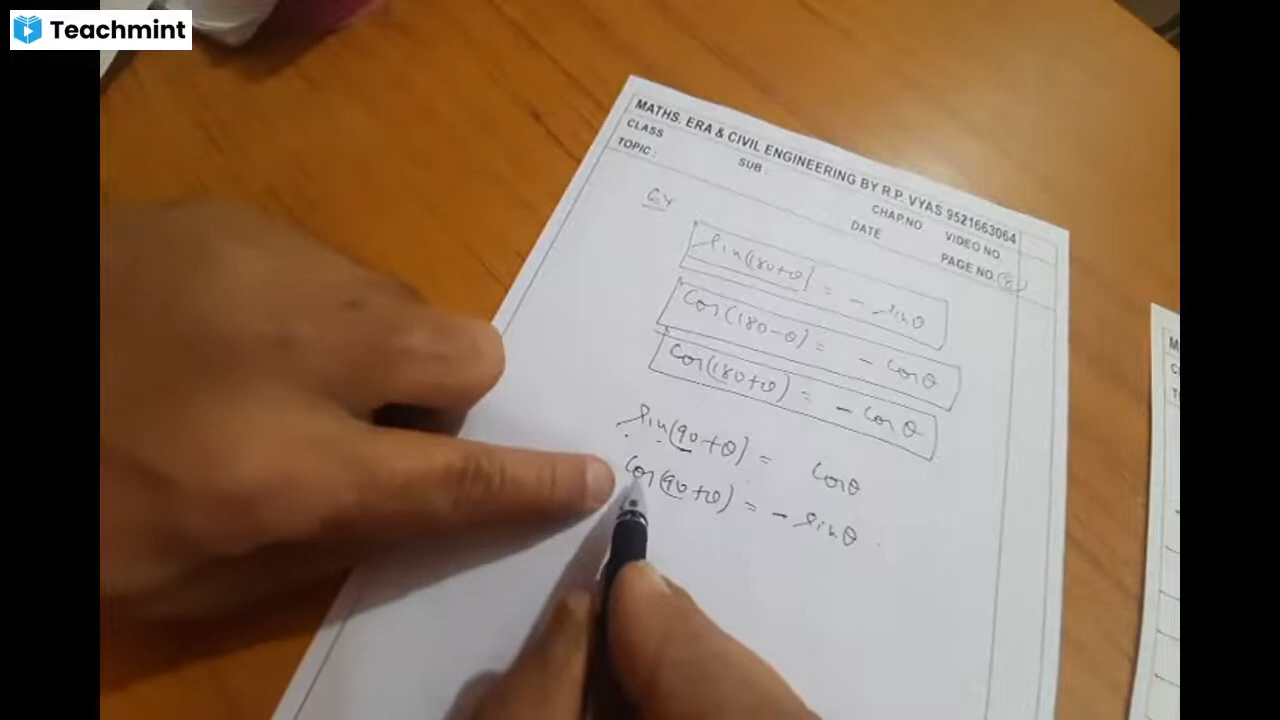 Teachmint
MATHS. ERA & CIVIL ENGINEERING BY R.P. VYAS 9521663064
CLASS SUB : CHAP.NO VIDEO NO.
TOPIC : DATE PAGE NO.
sin(180+θ) = - sinθ
cos(180-θ) = - cosθ
cos(180+θ) = - cosθ
sin(90+θ) = cosθ
cos(90+θ) = - sinθ